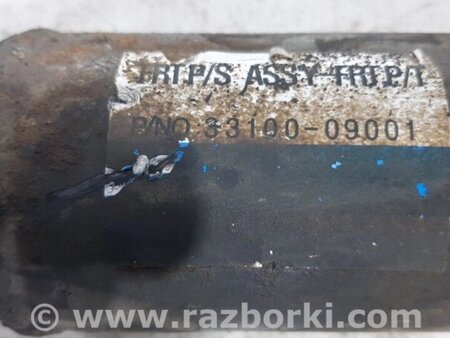 FRT P/S ASSY FRT P/T
P/NO. 33100-09001
www.razborki.com